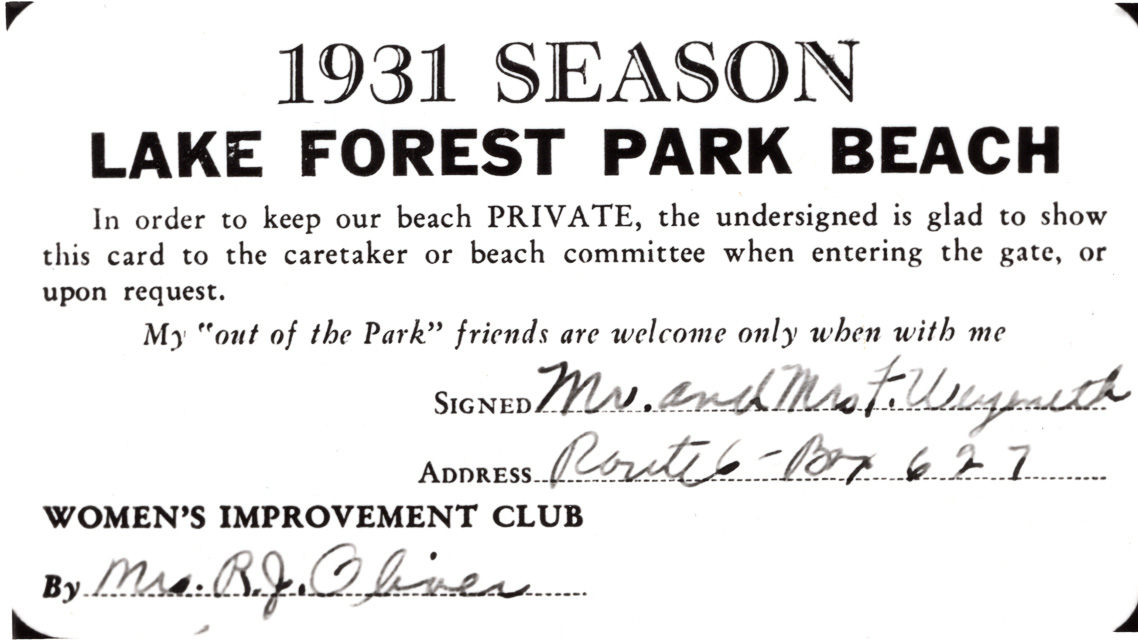 1931 SEASON
LAKE FOREST PARK BEACH
In order to keep our beach PRIVATE, the undersigned is glad to show
this card to the caretaker or beach committee when entering the gate, or
upon request.
My "out of the Park" friends are welcome only when with me
SIGNED Mr. and Mrs F. Weymeth
ADDRESS Route 6 - Box 627
WOMEN'S IMPROVEMENT CLUB
By Mrs. R.J. Oliver